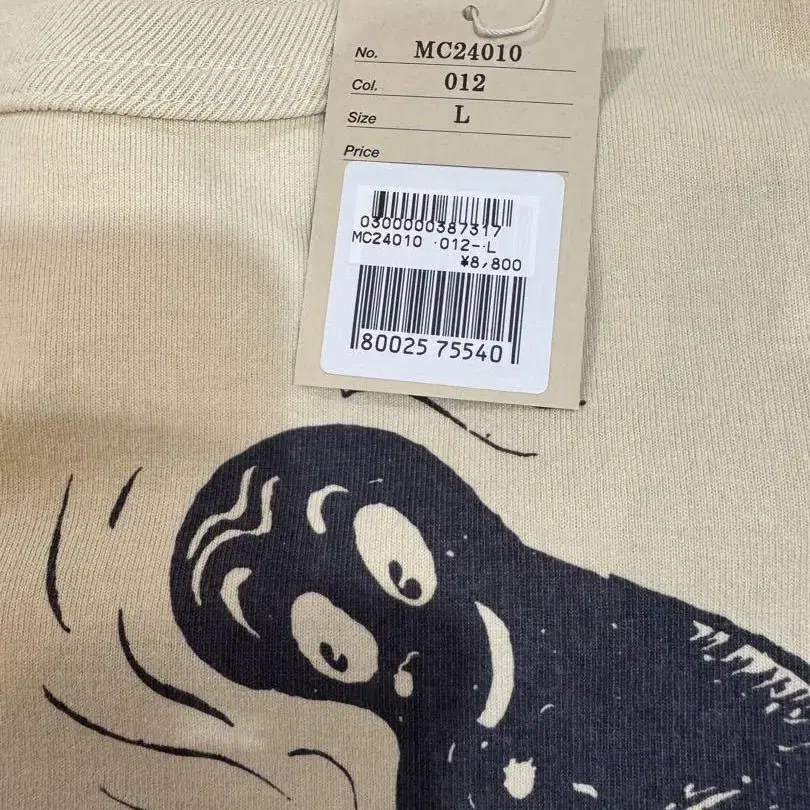 No. MC24010
Col. 012
Size L
Price
0300000387317
MC24010 ·012-·L
¥8,800
80025 75540